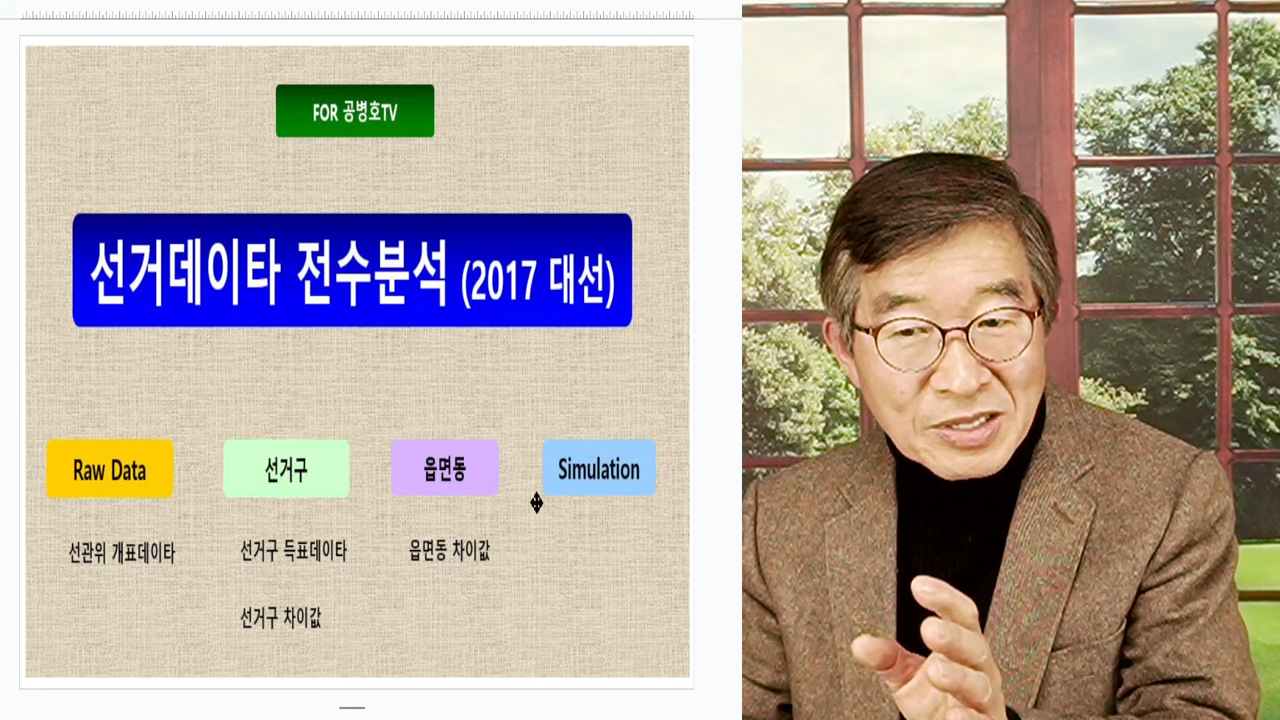 FOR 공병호TV
선거데이타 전수분석 (2017 대선)
Raw Data
선거구
읍면동
Simulation
선관위 개표데이타
선거구 득표데이타
읍면동 차이값
선거구 차이값